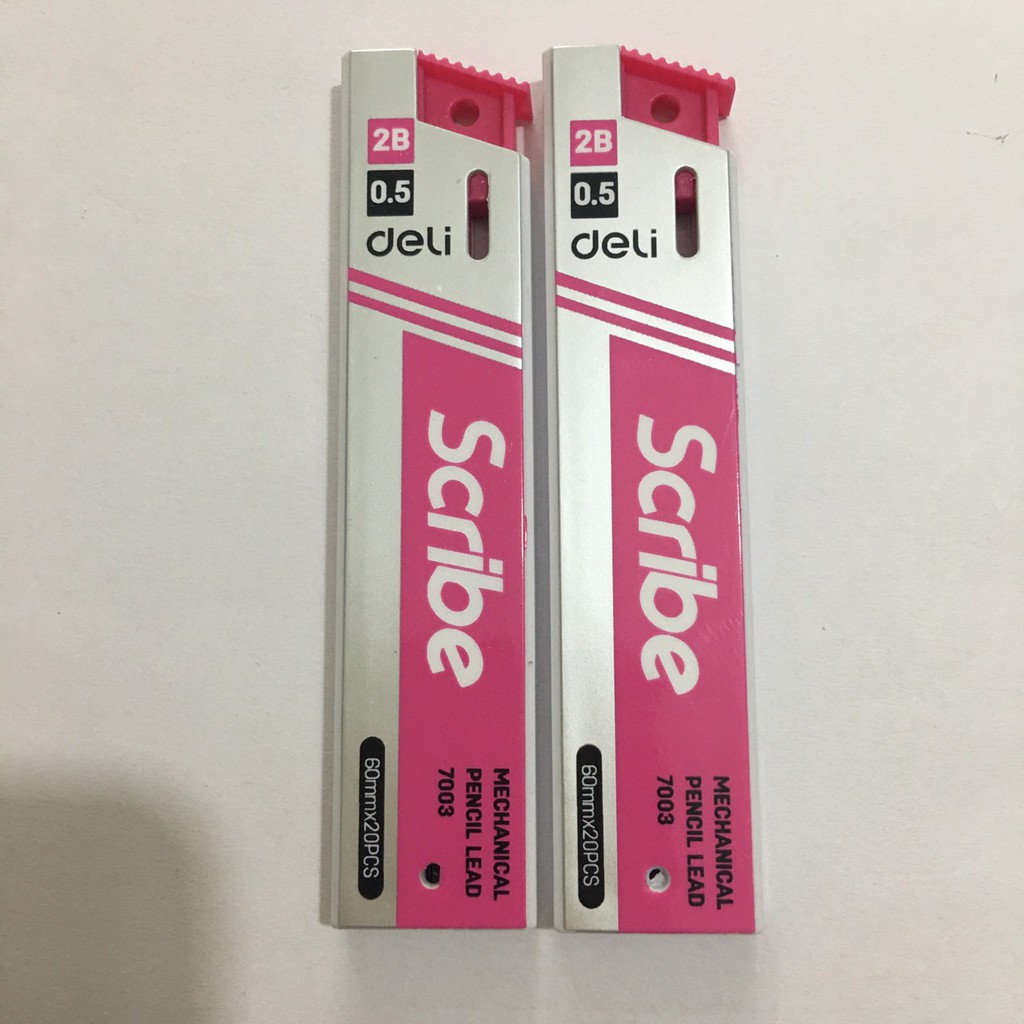 2B
0.5
deli
Scribe
MECHANICAL
PENCIL LEAD
7003
60mmx20PCS
2B
0.5
deli
Scribe
MECHANICAL
PENCIL LEAD
7003
60mmx20PCS